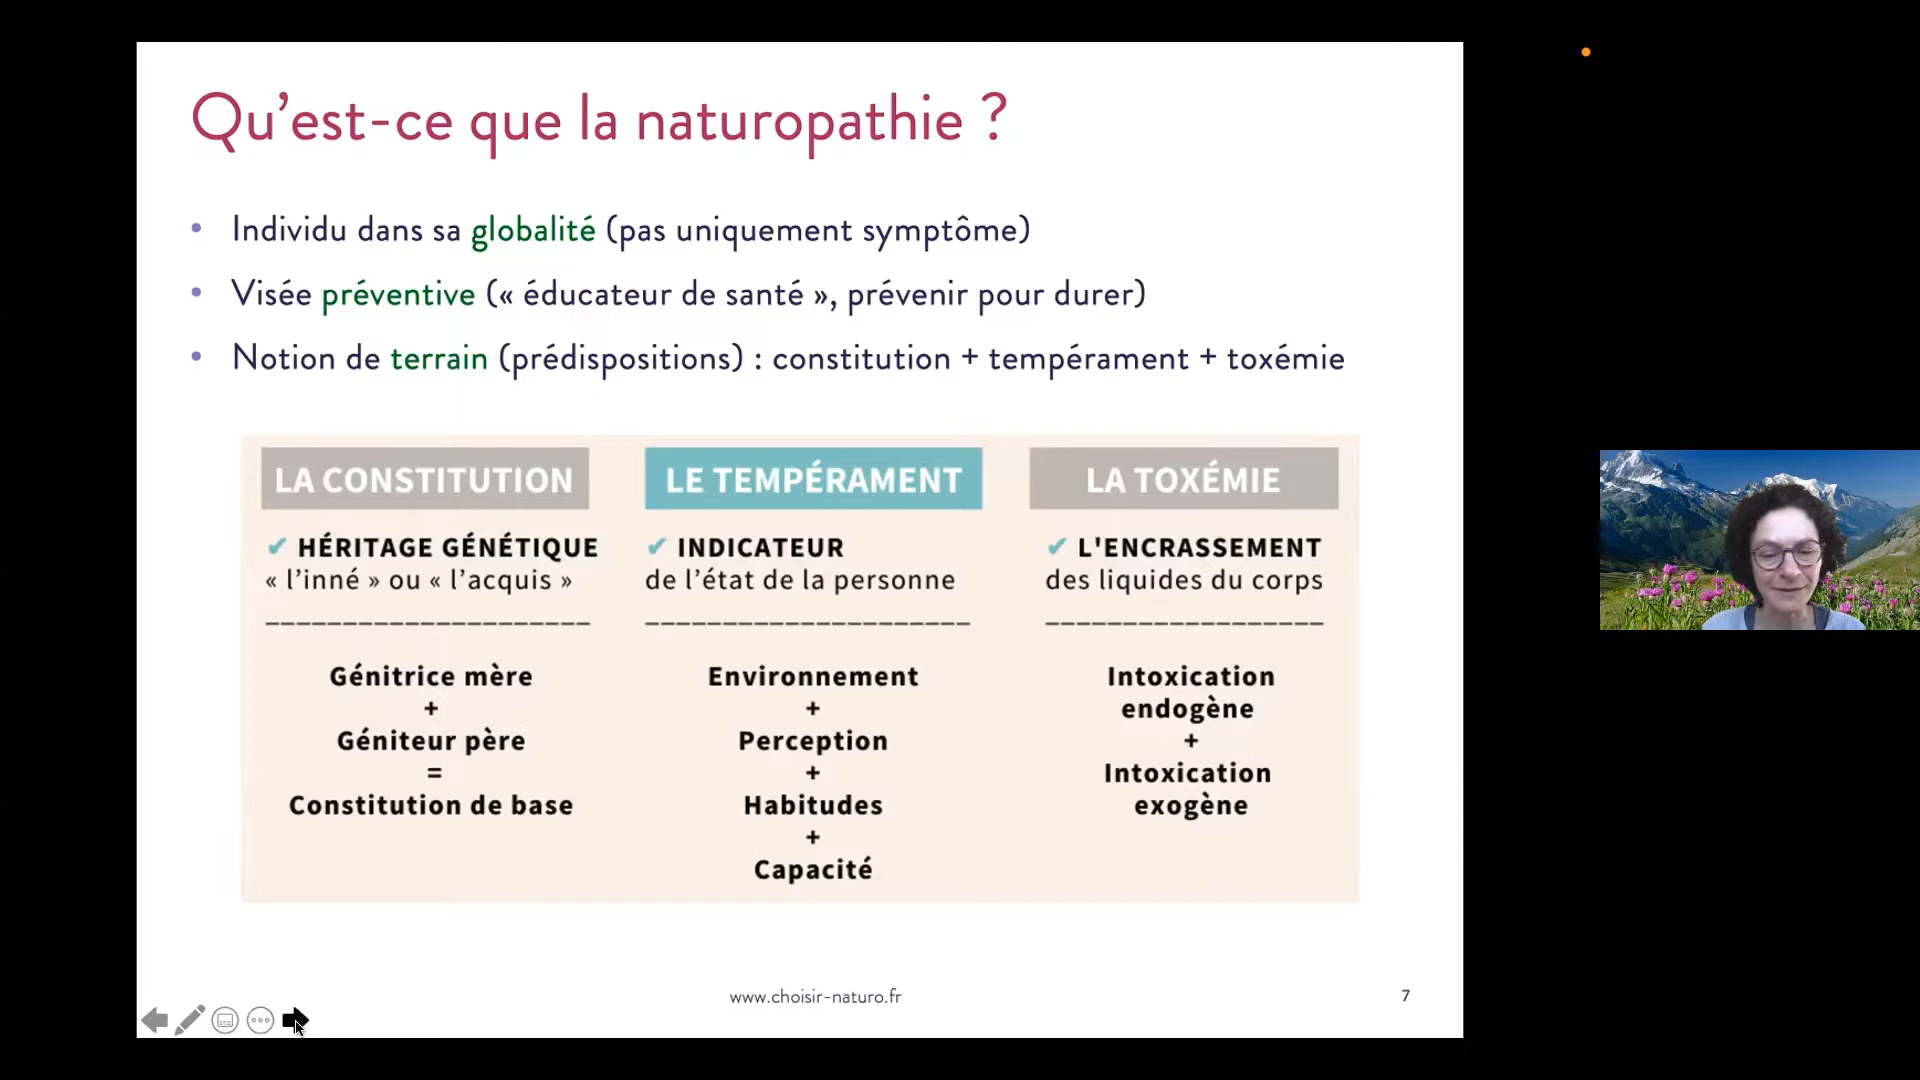 Qu’est-ce que la naturopathie ?
• Individu dans sa globalité (pas uniquement symptôme)
• Visée préventive (« éducateur de santé », prévenir pour durer)
• Notion de terrain (prédispositions) : constitution + tempérament + toxémie
LA CONSTITUTION
✔ HÉRITAGE GÉNÉTIQUE
« l’inné » ou « l’acquis »
Génitrice mère
+
Géniteur père
=
Constitution de base
LE TEMPÉRAMENT
✔ INDICATEUR
de l’état de la personne
Environnement
+
Perception
+
Habitudes
+
Capacité
LA TOXÉMIE
✔ L'ENCRASSEMENT
des liquides du corps
Intoxication
endogène
+
Intoxication
exogène
www.choisir-naturo.fr
7